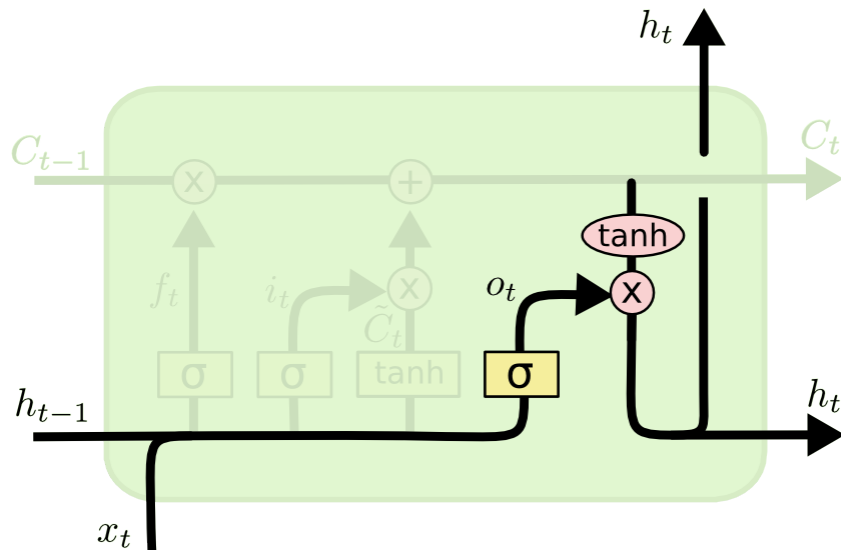 h_t
C_{t-1}
C_t
x
+
tanh
f_t
i_t
x
o_t
x
C̃_t
σ
σ
tanh
σ
h_{t-1}
h_t
x_t